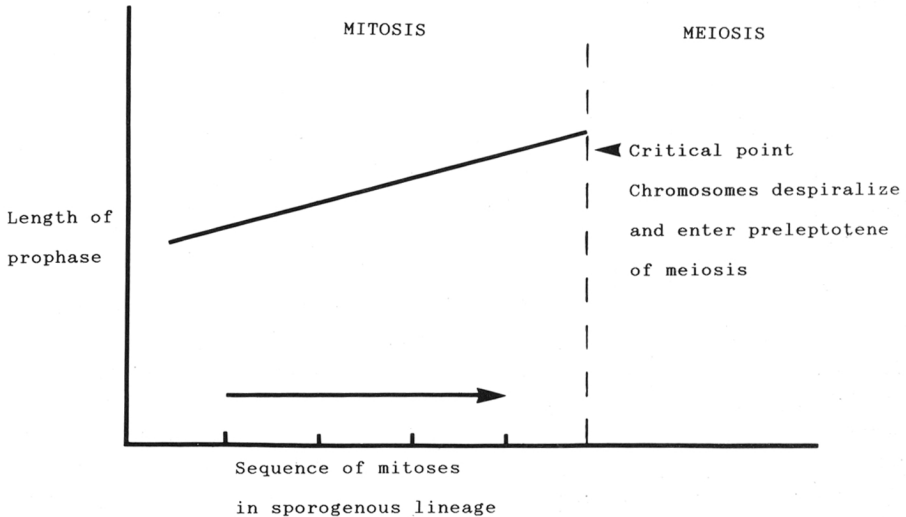 MITOSIS
MEIOSIS
Critical point
Chromosomes despiralize
and enter preleptotene
of meiosis
Length of
prophase
Sequence of mitoses
in sporogenous lineage